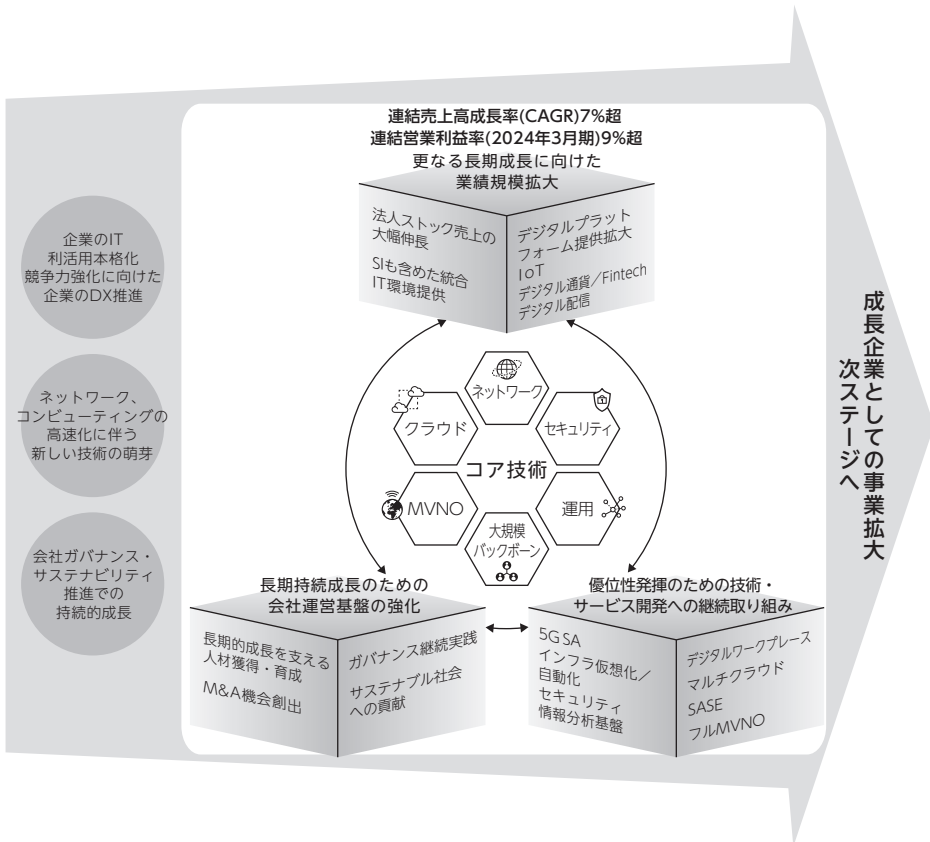 連結売上高成長率(CAGR)7%超
連結営業利益率(2024年3月期)9%超
更なる長期成長に向けた
業績規模拡大
法人ストック売上の
大幅伸長
SIも含めた統合
IT環境提供
デジタルプラット
フォーム提供拡大
IoT
デジタル通貨/Fintech
デジタル配信
企業のIT
利活用本格化
競争力強化に向けた
企業のDX推進
ネットワーク、
コンピューティングの
高速化に伴う
新しい技術の萌芽
会社ガバナンス・
サステナビリティ
推進での
持続的成長
ネットワーク
クラウド
セキュリティ
コア技術
MVNO
運用
大規模
バックボーン
長期持続成長のための
会社運営基盤の強化
長期的成長を支える
人材獲得・育成
M&A機会創出
ガバナンス継続実践
サステナブル社会
への貢献
優位性発揮のための技術・
サービス開発への継続取り組み
5G SA
インフラ仮想化/
自動化
セキュリティ
情報分析基盤
デジタルワークプレース
マルチクラウド
SASE
フルMVNO
成長企業としての事業拡大
次ステージへ